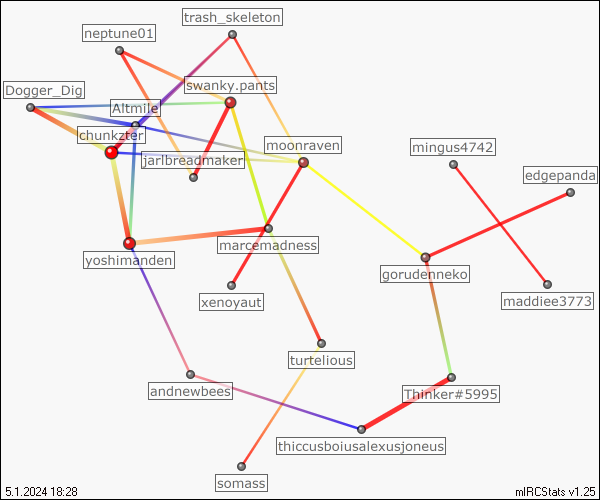 trash_skeleton
neptune01
swanky.pants
Dogger_Dig
Altmile
chunkzter
moonraven
mingus4742
jarlbreadmaker
edgepanda
marcemadness
yoshimanden
gorudenneko
xenoyaut
maddiee3773
turtelious
andnewbees
Thinker#5995
thiccusboiusalexusjoneus
somass
5.1.2024 18:28
mIRCStats v1.25